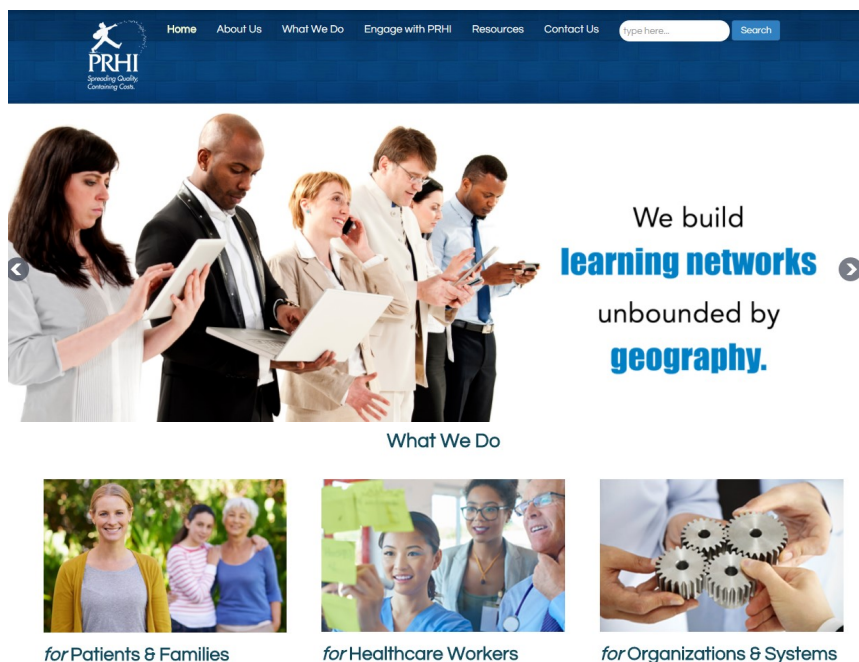 PRHI
Spreading Quality,
Containing Costs.
Home About Us What We Do Engage with PRHI Resources Contact Us type here... Search
We build
learning networks
unbounded by
geography.
What We Do
for Patients & Families for Healthcare Workers for Organizations & Systems